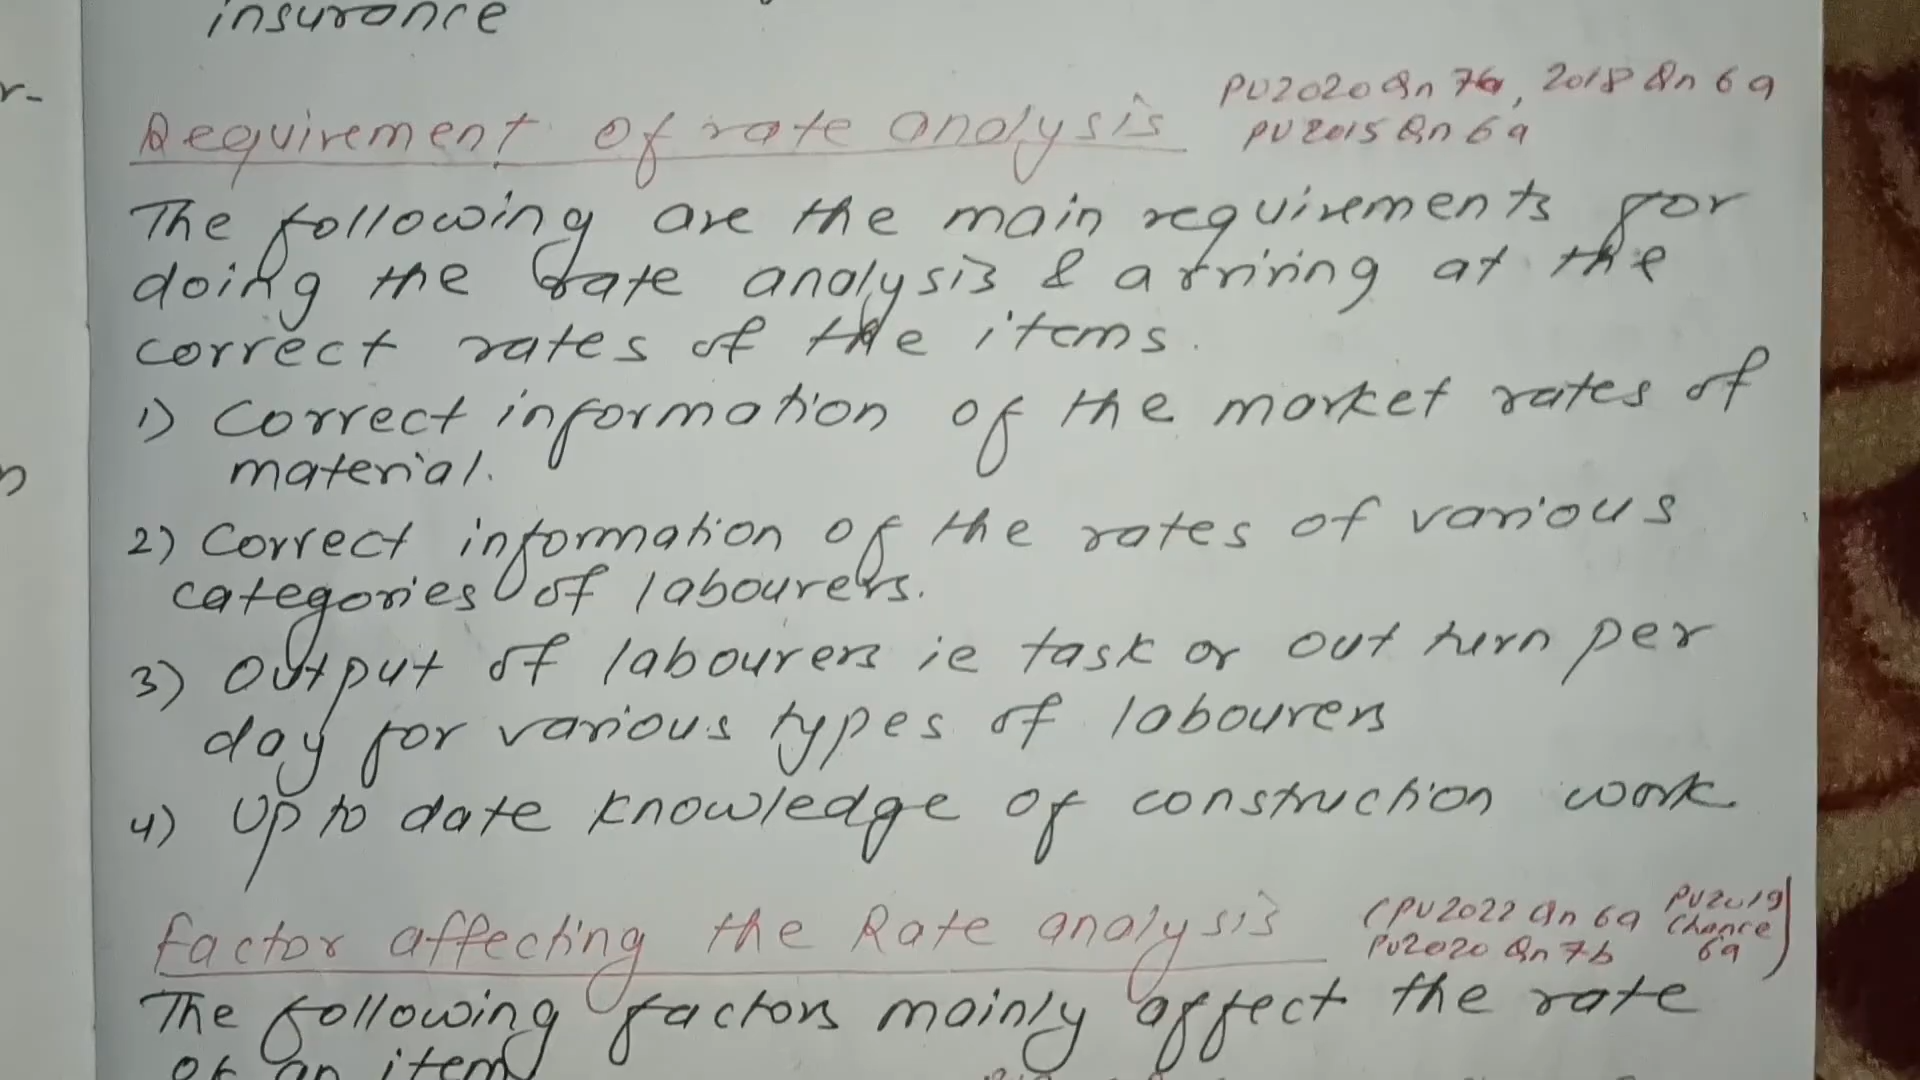 insurance
Requirement of rate analysis PU2020 Qn 7a, 2018 Qn 6a
PU 2015 Qn 6a
The following are the main requirements for
doing the rate analysis & arriving at the
correct rates of the items.
1) Correct information of the market rates of
material.
2) Correct information of the rates of various
categories of labourers.
3) Output of labourers ie task or out turn per
day for various types of labourers
4) Up to date knowledge of construction work
Factor affecting the Rate analysis (PU2022 Qn 6a PU2019
PU2020 Qn 7b Chance 6a)
The following factors mainly affect the rate
of an item